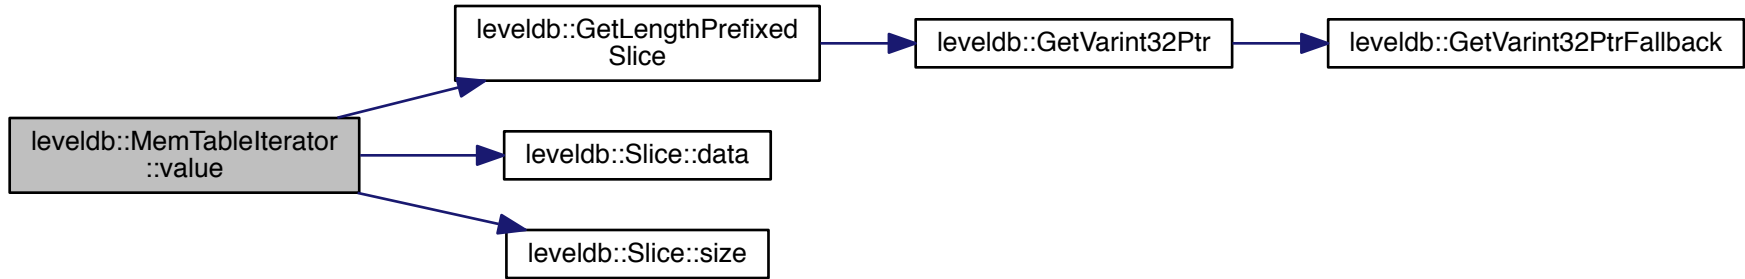 leveldb::GetLengthPrefixed
Slice
leveldb::GetVarint32Ptr
leveldb::GetVarint32PtrFallback
leveldb::MemTableIterator
::value
leveldb::Slice::data
leveldb::Slice::size